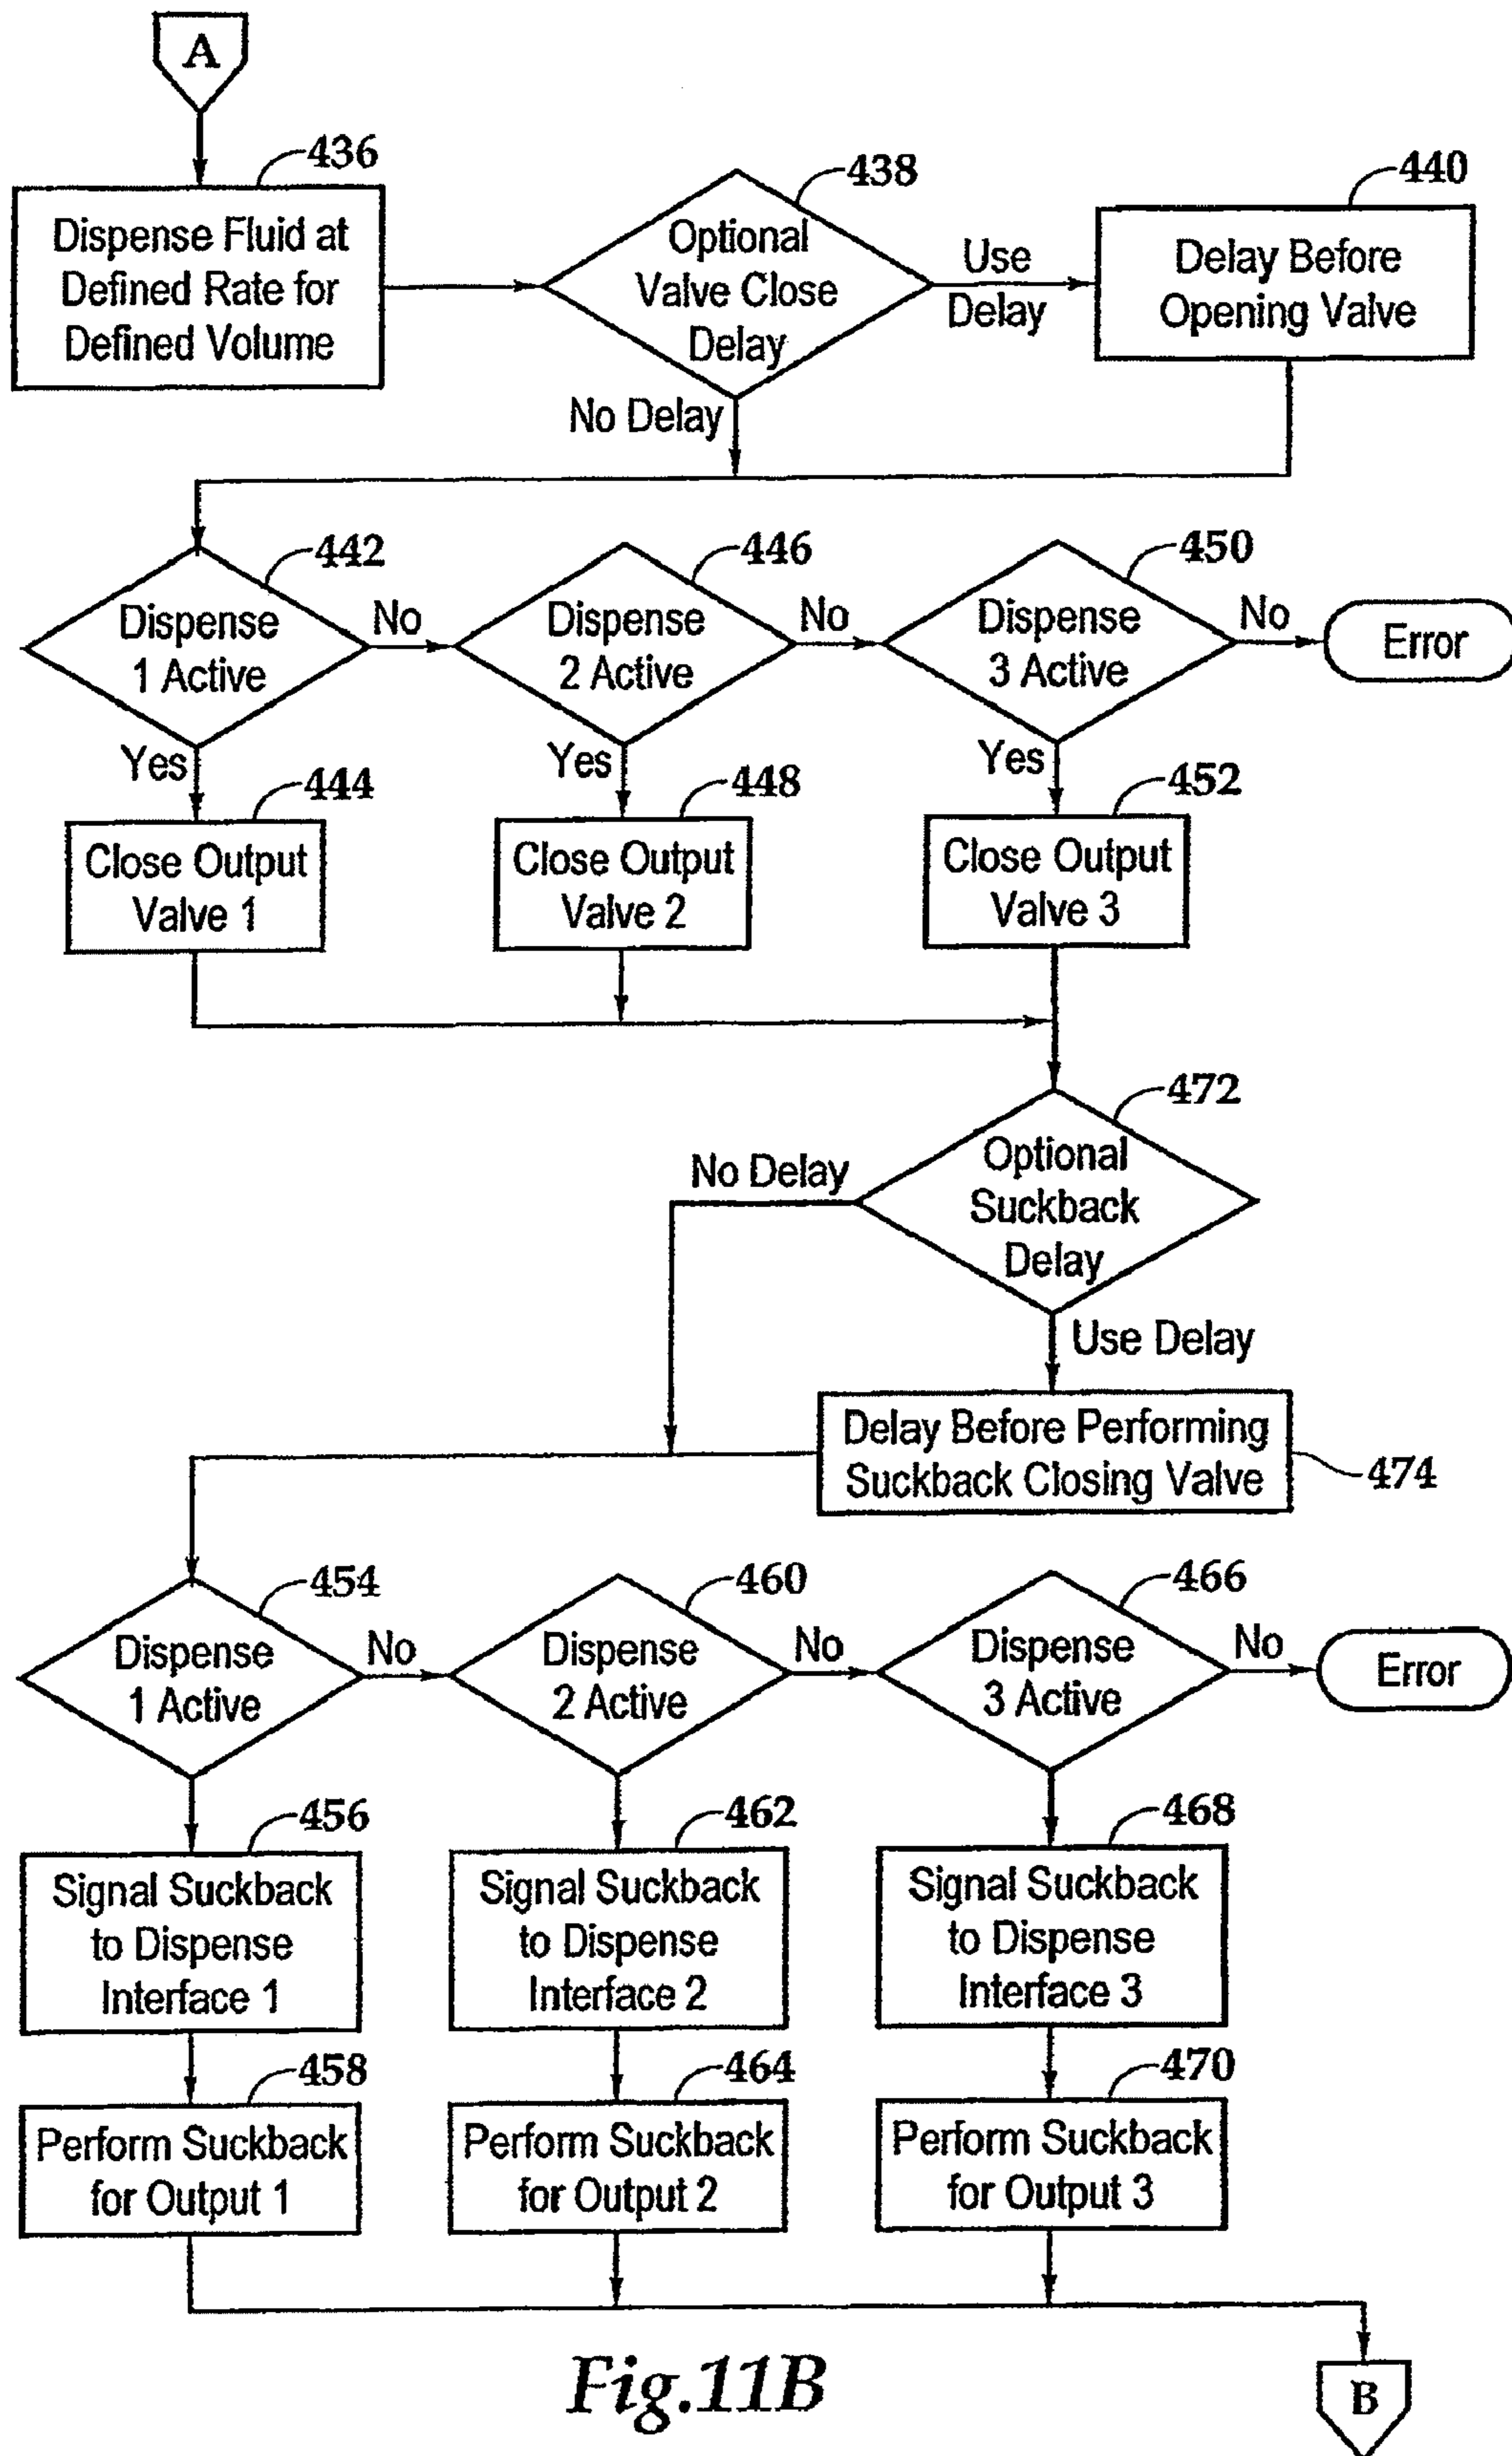 A
436
438
440
Dispense Fluid at
Defined Rate for
Defined Volume
Optional
Valve Close
Delay
Use
Delay
Delay Before
Opening Valve
No Delay
442
446
450
Dispense
1 Active
No
Dispense
2 Active
No
Dispense
3 Active
No
Error
Yes
Yes
Yes
444
448
452
Close Output
Valve 1
Close Output
Valve 2
Close Output
Valve 3
472
Optional
Suckback
Delay
No Delay
Use Delay
Delay Before Performing
Suckback Closing Valve
474
454
460
466
Dispense
1 Active
No
Dispense
2 Active
No
Dispense
3 Active
No
Error
456
462
468
Signal Suckback
to Dispense
Interface 1
Signal Suckback
to Dispense
Interface 2
Signal Suckback
to Dispense
Interface 3
458
464
470
Perform Suckback
for Output 1
Perform Suckback
for Output 2
Perform Suckback
for Output 3
Fig.11B
B